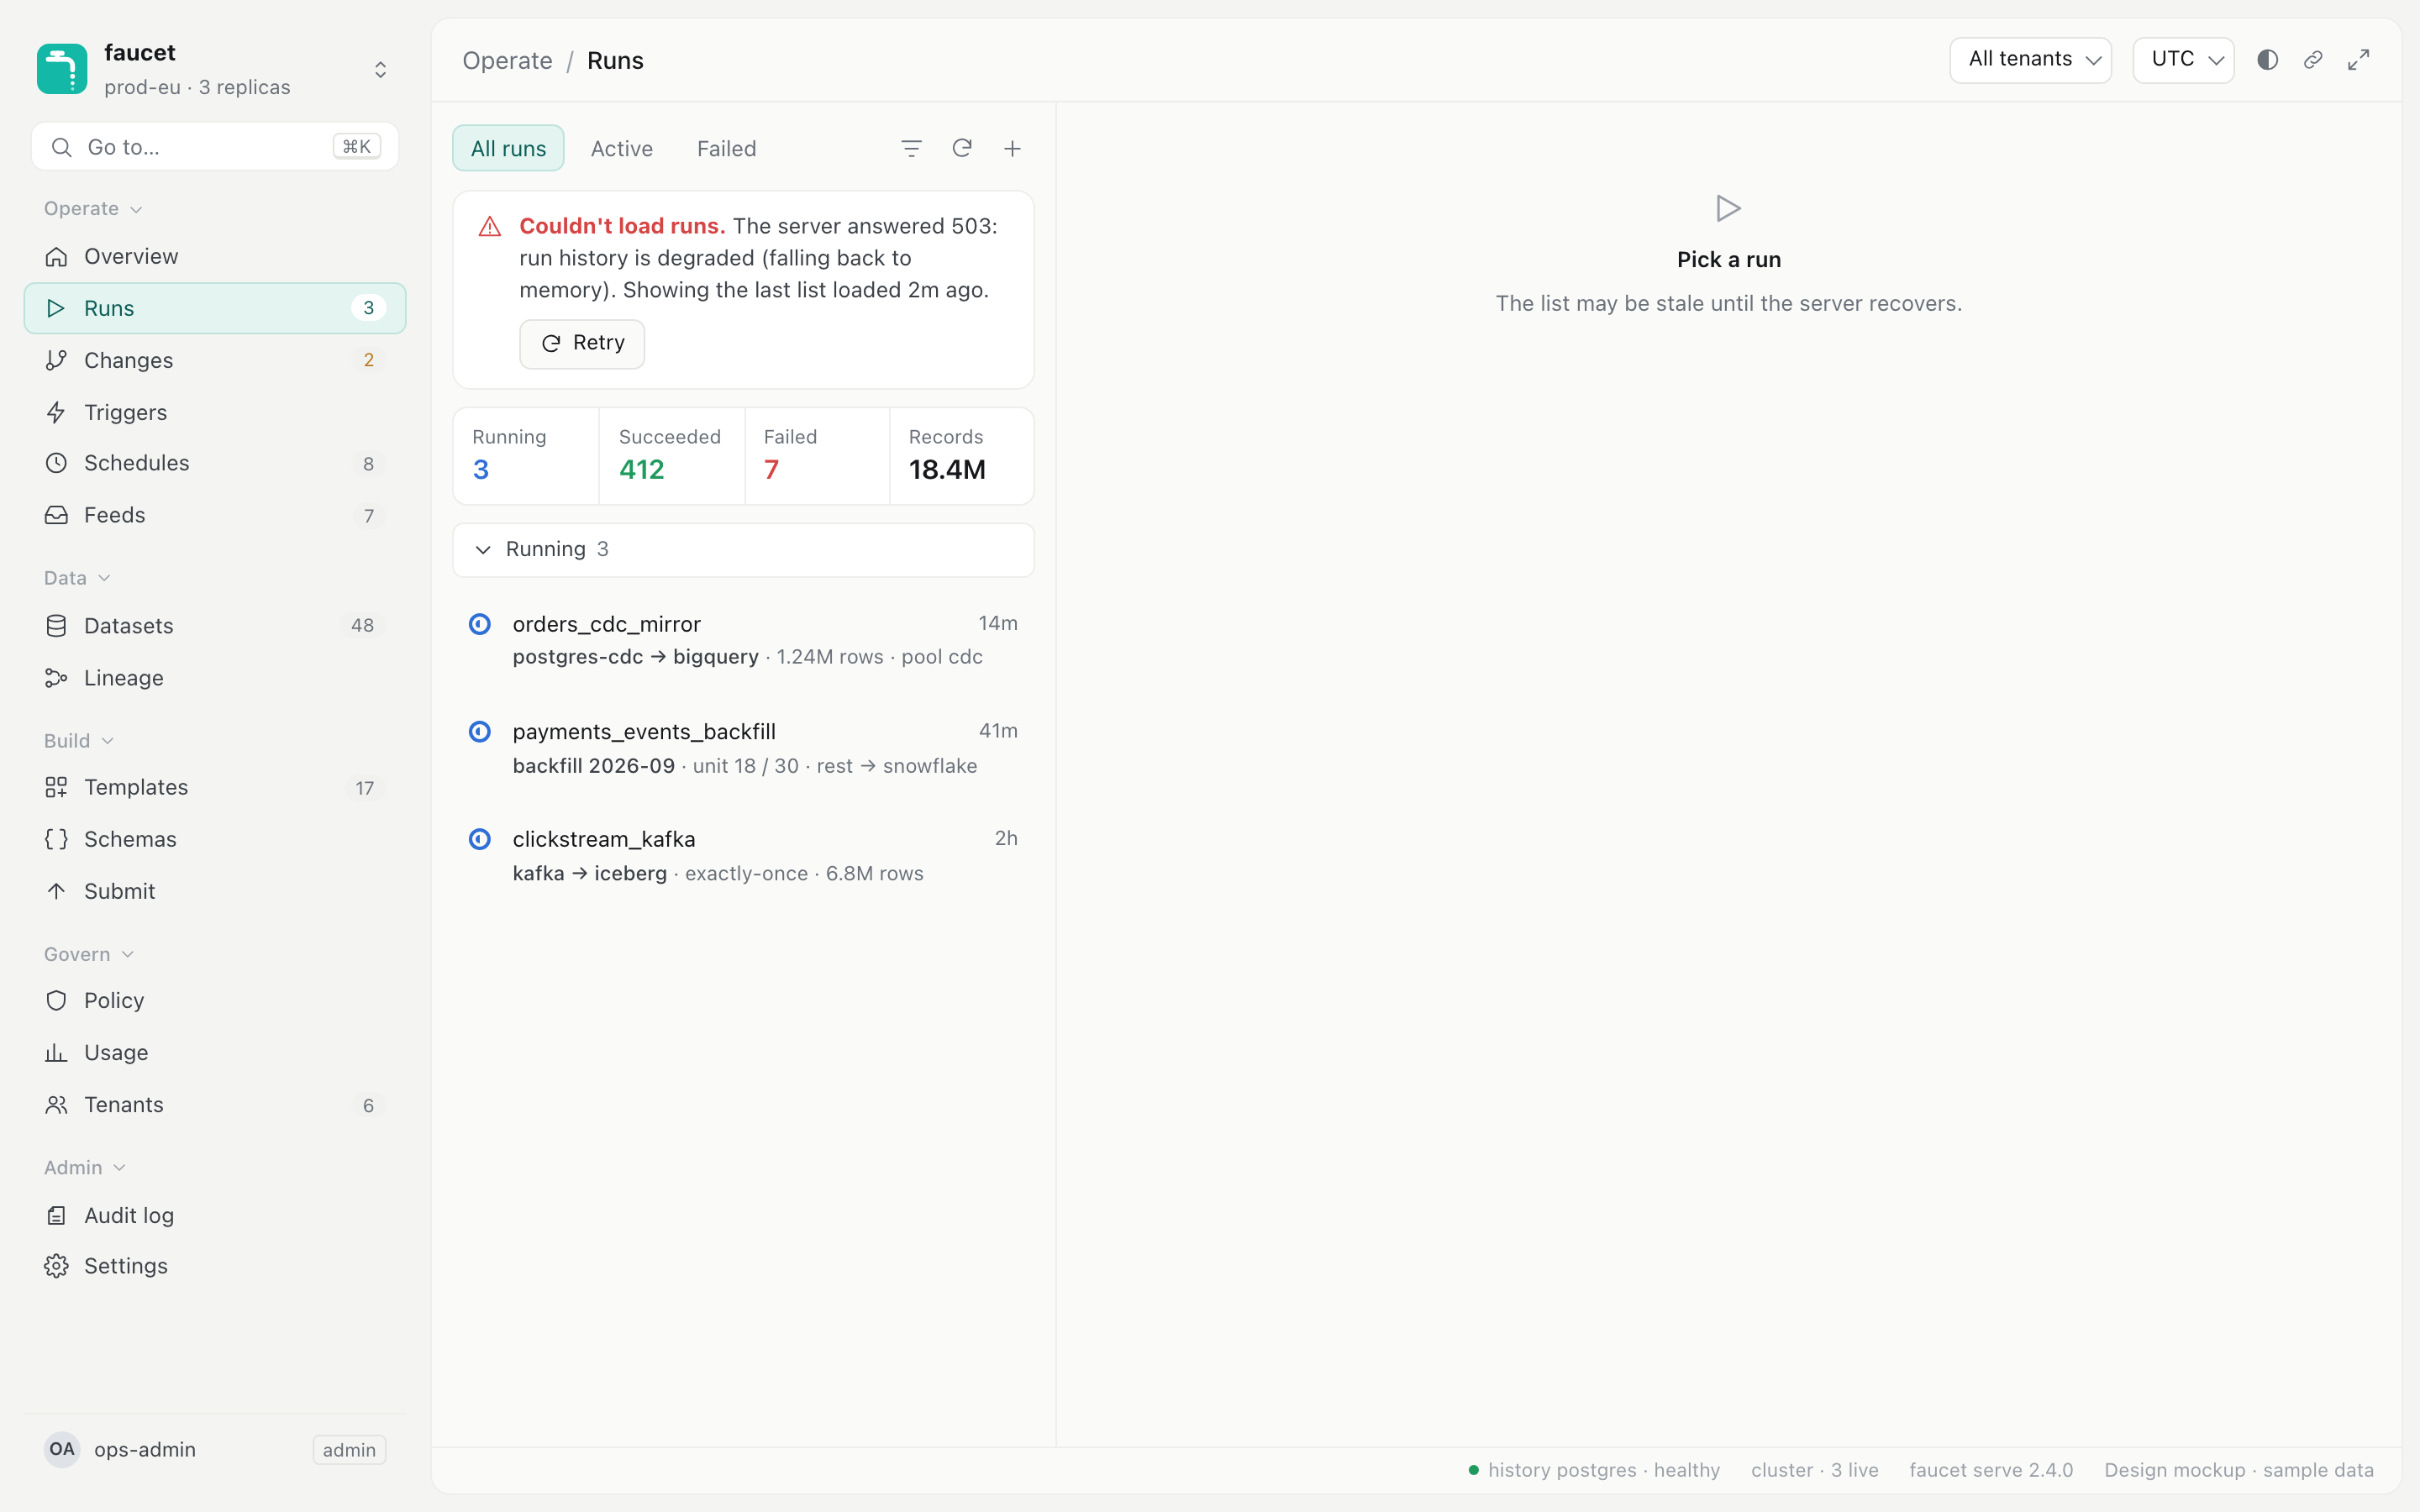 faucet
prod-eu · 3 replicas
Go to...
⌘K
Operate
Overview
Runs 3
Changes 2
Triggers
Schedules 8
Feeds 7
Data
Datasets 48
Lineage
Build
Templates 17
Schemas
Submit
Govern
Policy
Usage
Tenants 6
Admin
Audit log
Settings
OA ops-admin admin
Operate / Runs
All tenants
UTC
All runs Active Failed
Couldn't load runs. The server answered 503:
run history is degraded (falling back to
memory). Showing the last list loaded 2m ago.
Retry
Running Succeeded Failed Records
3 412 7 18.4M
Running 3
orders_cdc_mirror 14m
postgres-cdc → bigquery · 1.24M rows · pool cdc
payments_events_backfill 41m
backfill 2026-09 · unit 18 / 30 · rest → snowflake
clickstream_kafka 2h
kafka → iceberg · exactly-once · 6.8M rows
Pick a run
The list may be stale until the server recovers.
history postgres · healthy cluster · 3 live faucet serve 2.4.0 Design mockup · sample data